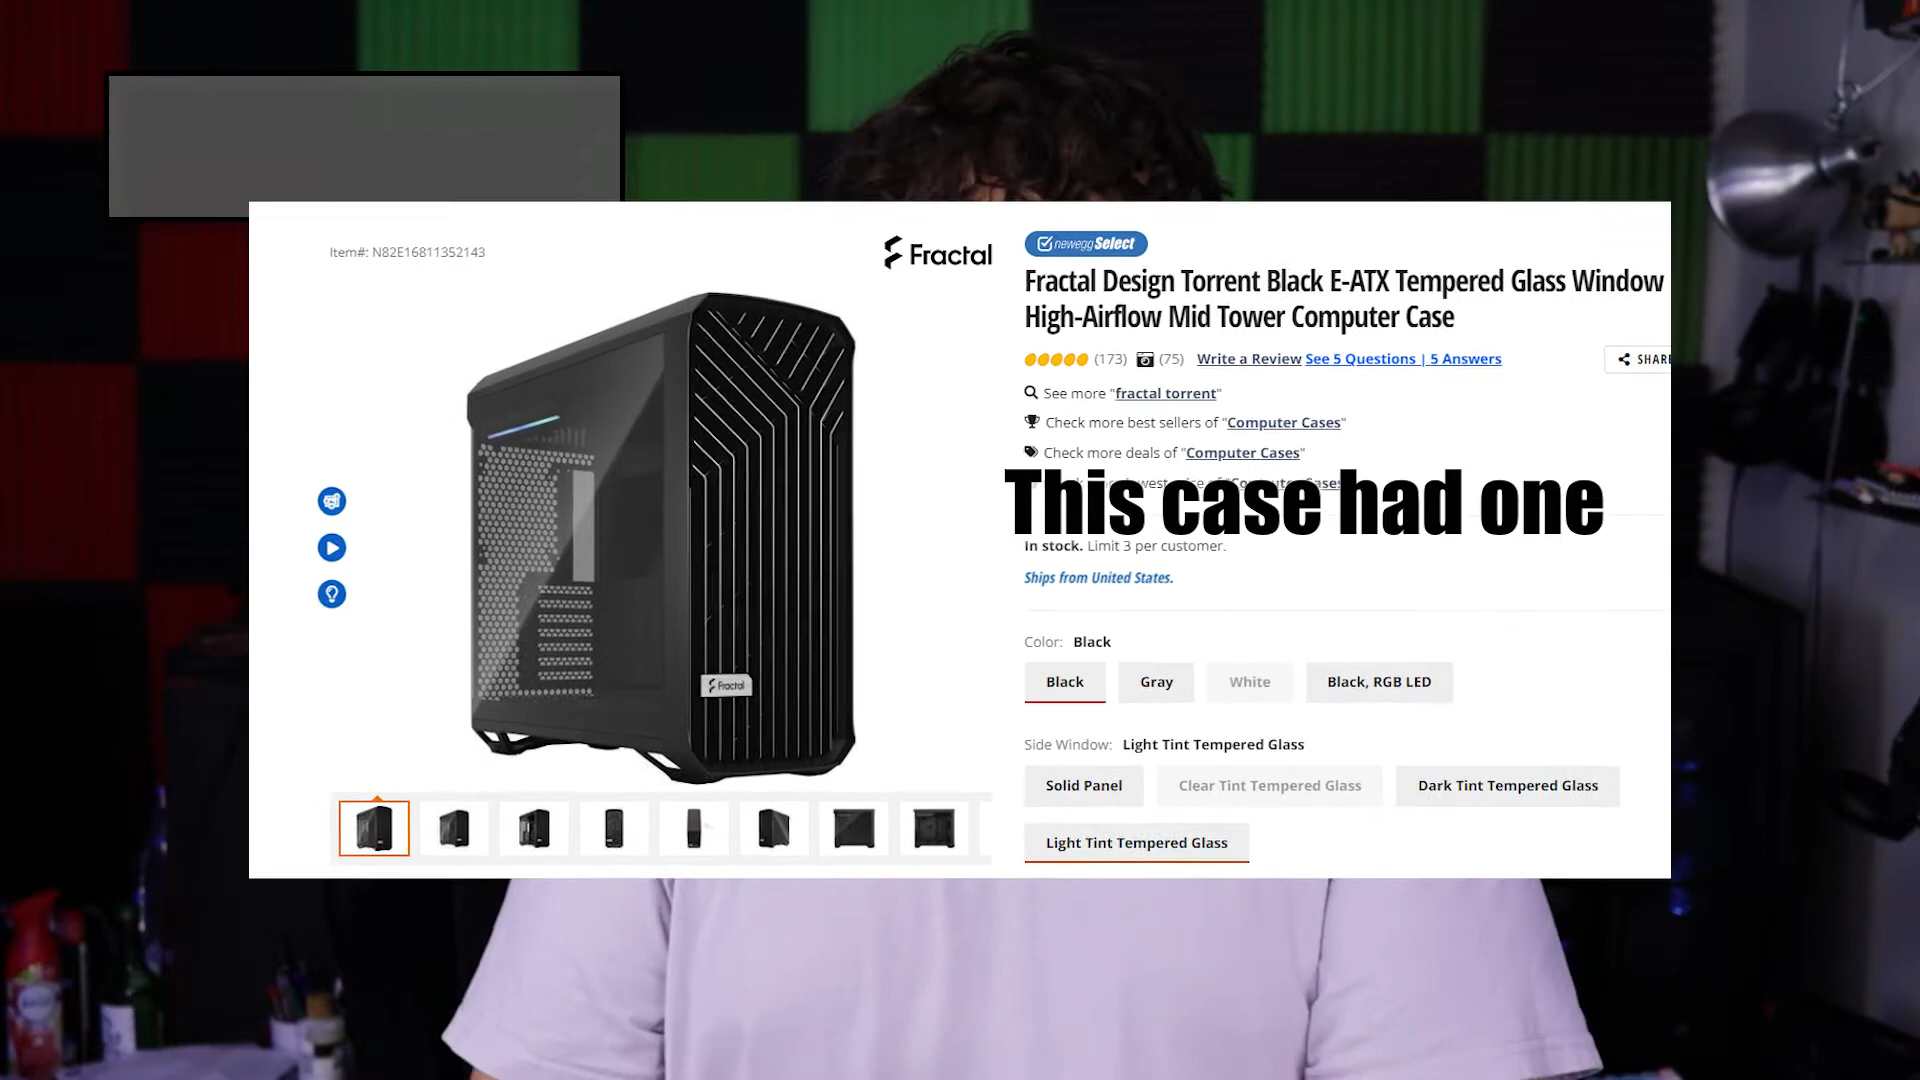 Item#: N82E16811352143
Fractal
newegg Select
Fractal Design Torrent Black E-ATX Tempered Glass Window
High-Airflow Mid Tower Computer Case
(173) (75) Write a Review See 5 Questions | 5 Answers
SHARE
See more "fractal torrent"
Check more best sellers of "Computer Cases"
Check more deals of "Computer Cases"
This case had one
In stock. Limit 3 per customer.
Ships from United States.
Color: Black
Black Gray White Black, RGB LED
Fractal
Side Window: Light Tint Tempered Glass
Solid Panel Clear Tint Tempered Glass Dark Tint Tempered Glass
Light Tint Tempered Glass